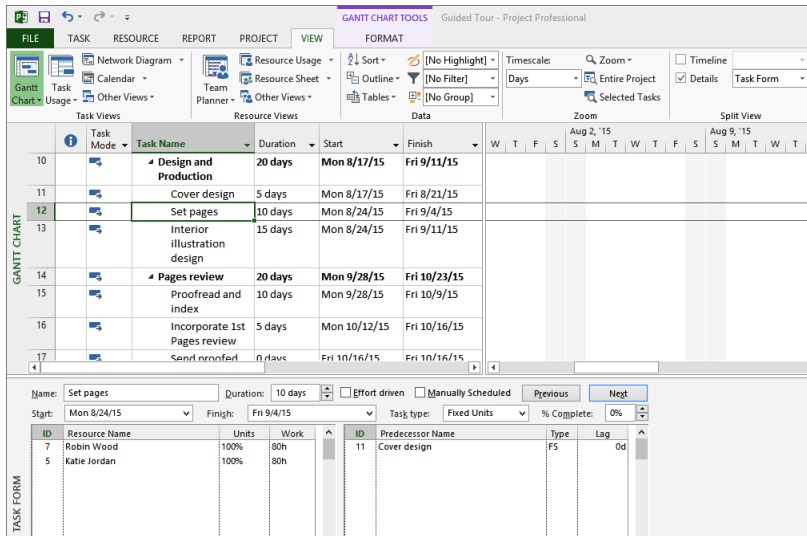 GANTT CHART TOOLS Guided Tour - Project Professional
FILE TASK RESOURCE REPORT PROJECT VIEW FORMAT
Gantt Chart
Task Usage
Network Diagram
Calendar
Other Views
Task Views
Team Planner
Resource Usage
Resource Sheet
Other Views
Resource Views
Sort
Outline
Tables
[No Highlight]
[No Filter]
[No Group]
Data
Timescale:
Days
Zoom
Entire Project
Selected Tasks
Zoom
Timeline
Details Task Form
Split View
Task Mode Task Name Duration Start Finish
Aug 2, '15 Aug 9, '15
W T F S S M T W T F S S M T W T
10 Design and Production 20 days Mon 8/17/15 Fri 9/11/15
11 Cover design 5 days Mon 8/17/15 Fri 8/21/15
12 Set pages 10 days Mon 8/24/15 Fri 9/4/15
13 Interior illustration design 15 days Mon 8/24/15 Fri 9/11/15
14 Pages review 20 days Mon 9/28/15 Fri 10/23/15
15 Proofread and index 10 days Mon 9/28/15 Fri 10/9/15
16 Incorporate 1st Pages review 5 days Mon 10/12/15 Fri 10/16/15
17 Send proofed 0 days Fri 10/16/15 Fri 10/16/15
GANTT CHART
Name: Set pages Duration: 10 days Effort driven Manually Scheduled Previous Next
Start: Mon 8/24/15 Finish: Fri 9/4/15 Task type: Fixed Units % Complete: 0%
ID Resource Name Units Work ID Predecessor Name Type Lag
7 Robin Wood 100% 80h 11 Cover design FS 0d
5 Katie Jordan 100% 80h
TASK FORM